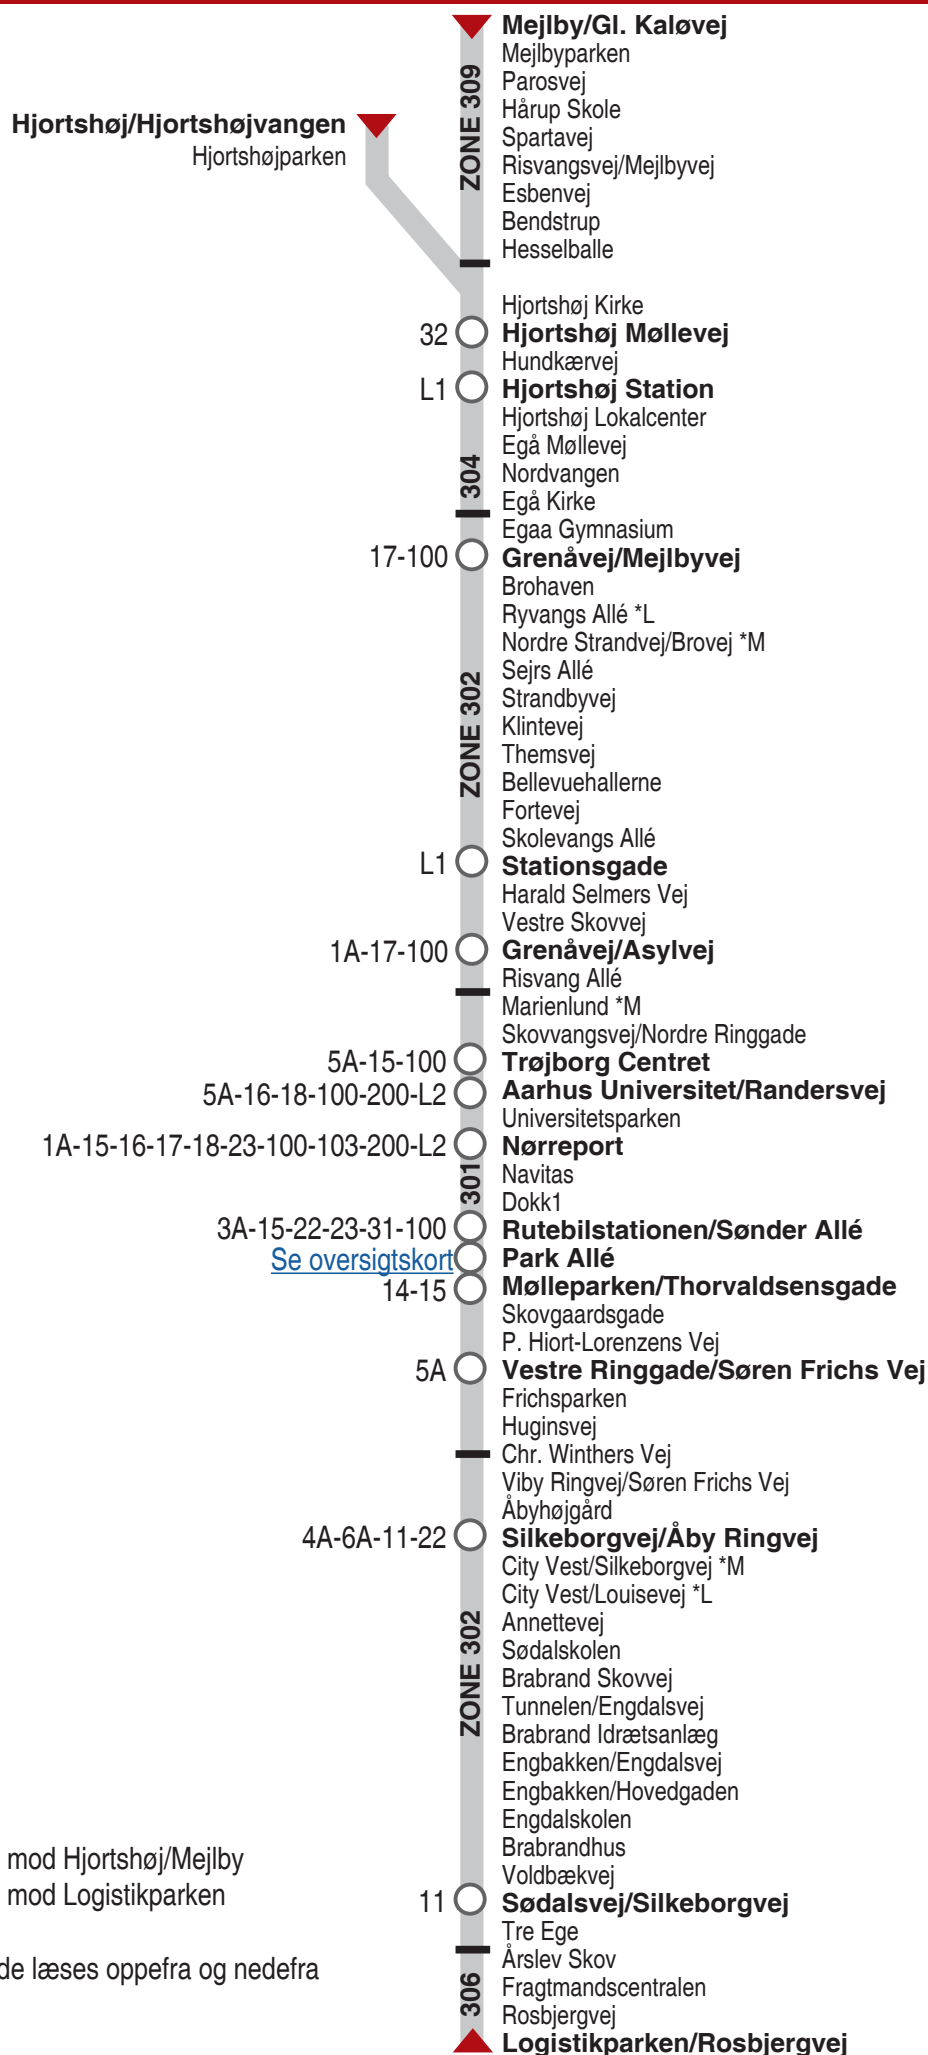 Mejlby/Gl. Kaløvej
Mejlbyparken
Parosvej
Hårup Skole
Hjortshøj/Hjortshøjvangen
Spartavej
Hjortshøjparken
Risvangsvej/Mejlbyvej
ZONE 309
Esbenvej
Bendstrup
Hesselballe
Hjortshøj Kirke
32 Hjortshøj Møllevej
Hundkærvej
L1 Hjortshøj Station
Hjortshøj Lokalcenter
Egå Møllevej
Nordvangen
304
Egå Kirke
Egaa Gymnasium
17-100 Grenåvej/Mejlbyvej
Brohaven
Ryvangs Allé *L
Nordre Strandvej/Brovej *M
Sejrs Allé
Strandbyvej
ZONE 302
Klintevej
Themsvej
Bellevuehallerne
Fortevej
Skolevangs Allé
L1 Stationsgade
Harald Selmers Vej
Vestre Skovvej
1A-17-100 Grenåvej/Asylvej
Risvang Allé
Marienlund *M
Skovvangsvej/Nordre Ringgade
5A-15-100 Trøjborg Centret
5A-16-18-100-200-L2 Aarhus Universitet/Randersvej
Universitetsparken
1A-15-16-17-18-23-100-103-200-L2 Nørreport
Navitas
301
Dokk1
3A-15-22-23-31-100 Rutebilstationen/Sønder Allé
Se oversigtskort Park Allé
14-15 Mølleparken/Thorvaldsensgade
Skovgaardsgade
P. Hiort-Lorenzens Vej
5A Vestre Ringgade/Søren Frichs Vej
Frichsparken
Huginsvej
Chr. Winthers Vej
Viby Ringvej/Søren Frichs Vej
Åbyhøjgård
4A-6A-11-22 Silkeborgvej/Åby Ringvej
City Vest/Silkeborgvej *M
City Vest/Louisevej *L
Annettevej
Sødalskolen
ZONE 302
Brabrand Skovvej
Tunnelen/Engdalsvej
Brabrand Idrætsanlæg
Engbakken/Engdalsvej
Engbakken/Hovedgaden
Engdalskolen
Brabrandhus
mod Hjortshøj/Mejlby
Voldbækvej
mod Logistikparken
11 Sødalsvej/Silkeborgvej
Tre Ege
Årslev Skov
de læses oppefra og nedefra
Fragtmandscentralen
306
Rosbjergvej
Logistikparken/Rosbjergvej